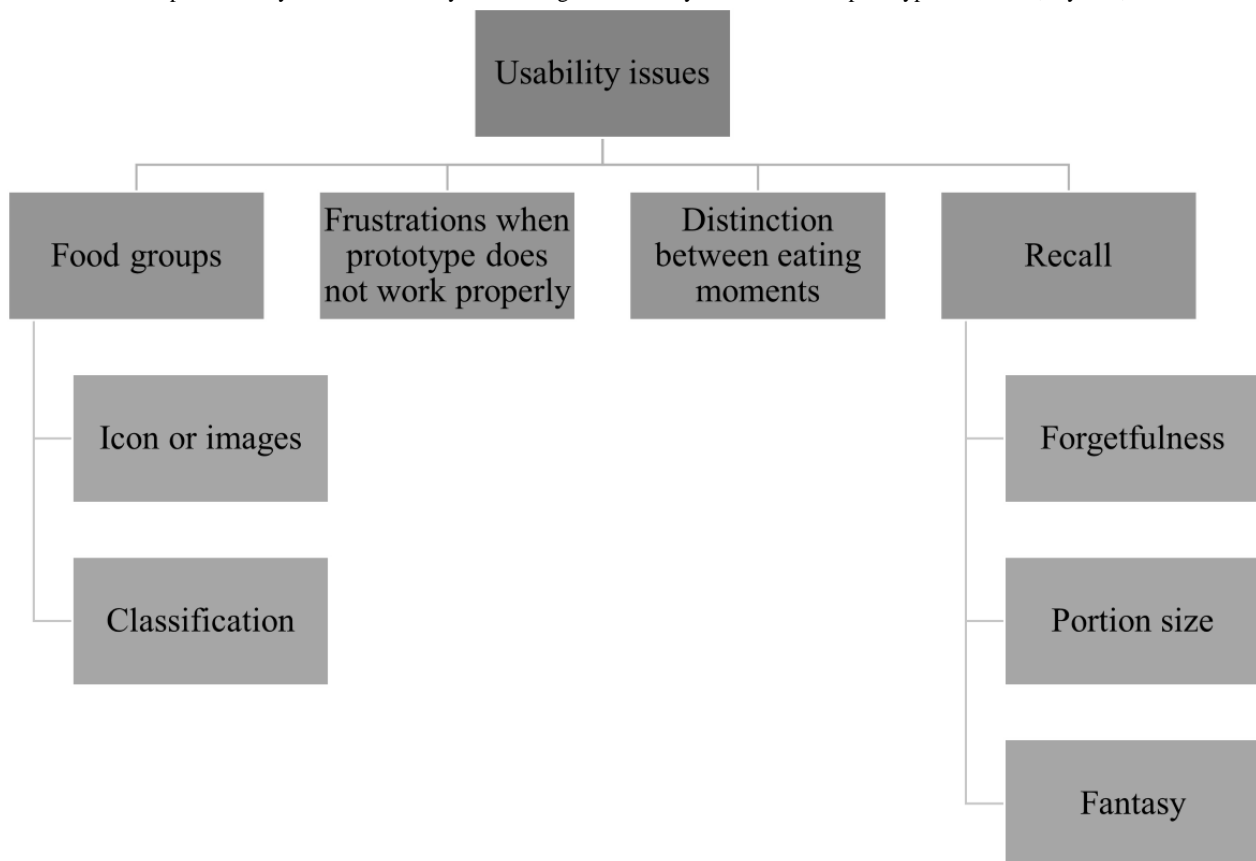 Usability issues
Food groups
Frustrations when
prototype does
not work properly
Distinction
between eating
moments
Recall
Icon or images
Classification
Forgetfulness
Portion size
Fantasy